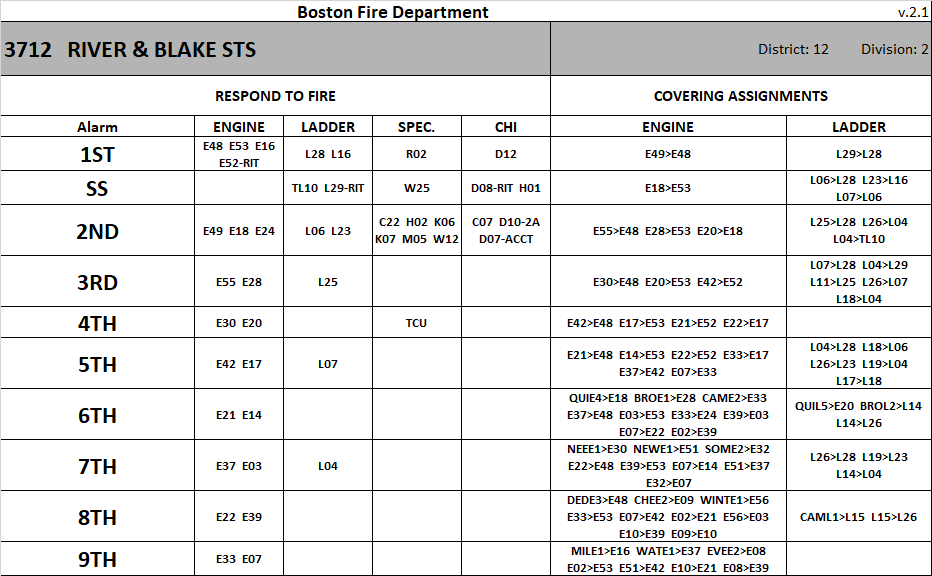 Boston Fire Department v.2.1
3712 RIVER & BLAKE STS District: 12 Division: 2
RESPOND TO FIRE COVERING ASSIGNMENTS
Alarm ENGINE LADDER SPEC. CHI ENGINE LADDER
1ST
E48 E53 E16
E52-RIT
L28 L16
R02
D12
E49>E48
L29>L28
SS
TL10 L29-RIT
W25
D08-RIT H01
E18>E53
L06>L28 L23>L16
L07>L06
2ND
E49 E18 E24
L06 L23
C22 H02 K06
K07 M05 W12
C07 D10-2A
D07-ACCT
E55>E48 E28>E53 E20>E18
L25>L28 L26>L04
L04>TL10
3RD
E55 E28
L25
E30>E48 E20>E53 E42>E52
L07>L28 L04>L29
L11>L25 L26>L07
L18>L04
4TH
E30 E20
TCU
E42>E48 E17>E53 E21>E52 E22>E17
5TH
E42 E17
L07
E21>E48 E14>E53 E22>E52 E33>E17
E37>E42 E07>E33
L04>L28 L18>L06
L26>L23 L19>L04
L17>L18
6TH
E21 E14
QUIE4>E18 BROE1>E28 CAME2>E33
E37>E48 E03>E53 E33>E24 E39>E03
E07>E22 E02>E39
QUIL5>E20 BROL2>L14
L14>L26
7TH
E37 E03
L04
NEEE1>E30 NEWE1>E51 SOME2>E32
E22>E48 E39>E53 E07>E14 E51>E37
E32>E07
L26>L28 L19>L23
L14>L04
8TH
E22 E39
DEDE3>E48 CHEE2>E09 WINTE1>E56
E33>E53 E07>E42 E02>E21 E56>E03
E10>E39 E09>E10
CAML1>L15 L15>L26
9TH
E33 E07
MILE1>E16 WATE1>E37 EVEE2>E08
E02>E53 E51>E42 E10>E21 E08>E39